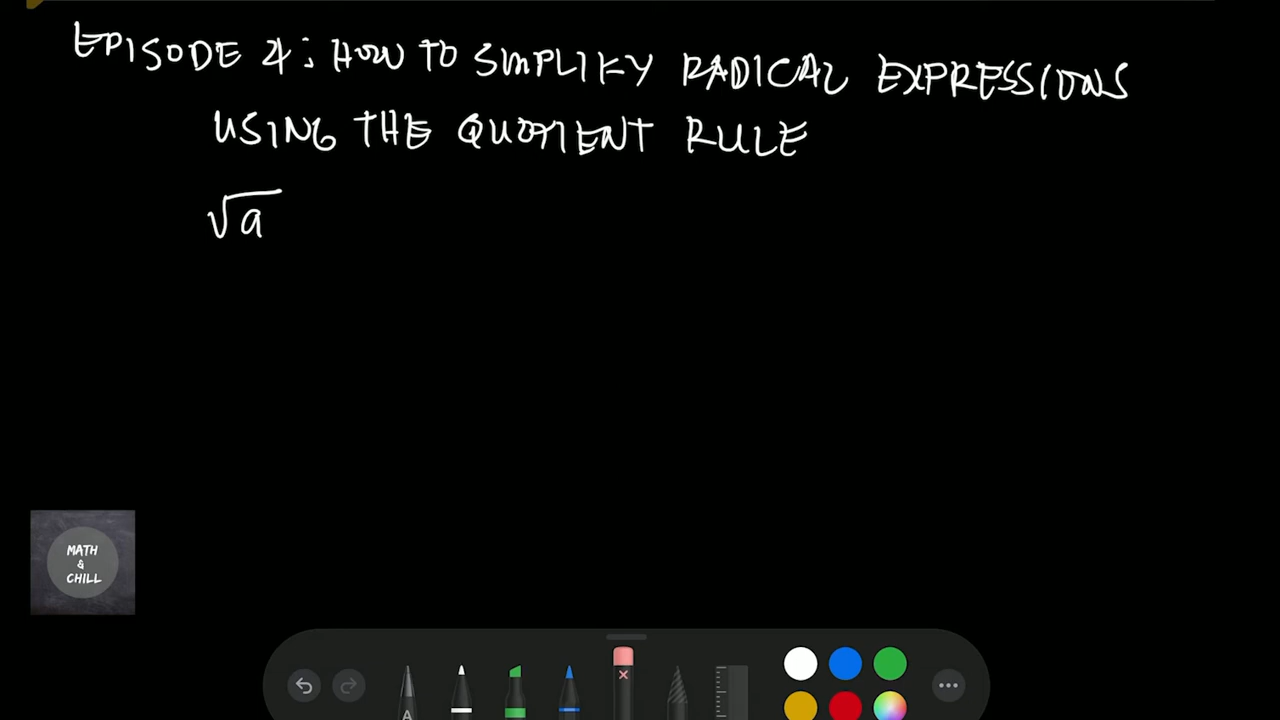 EPISODE 4: HOW TO SIMPLIFY RADICAL EXPRESSIONS
USING THE QUOTIENT RULE
√a
MATH
&
CHILL
A